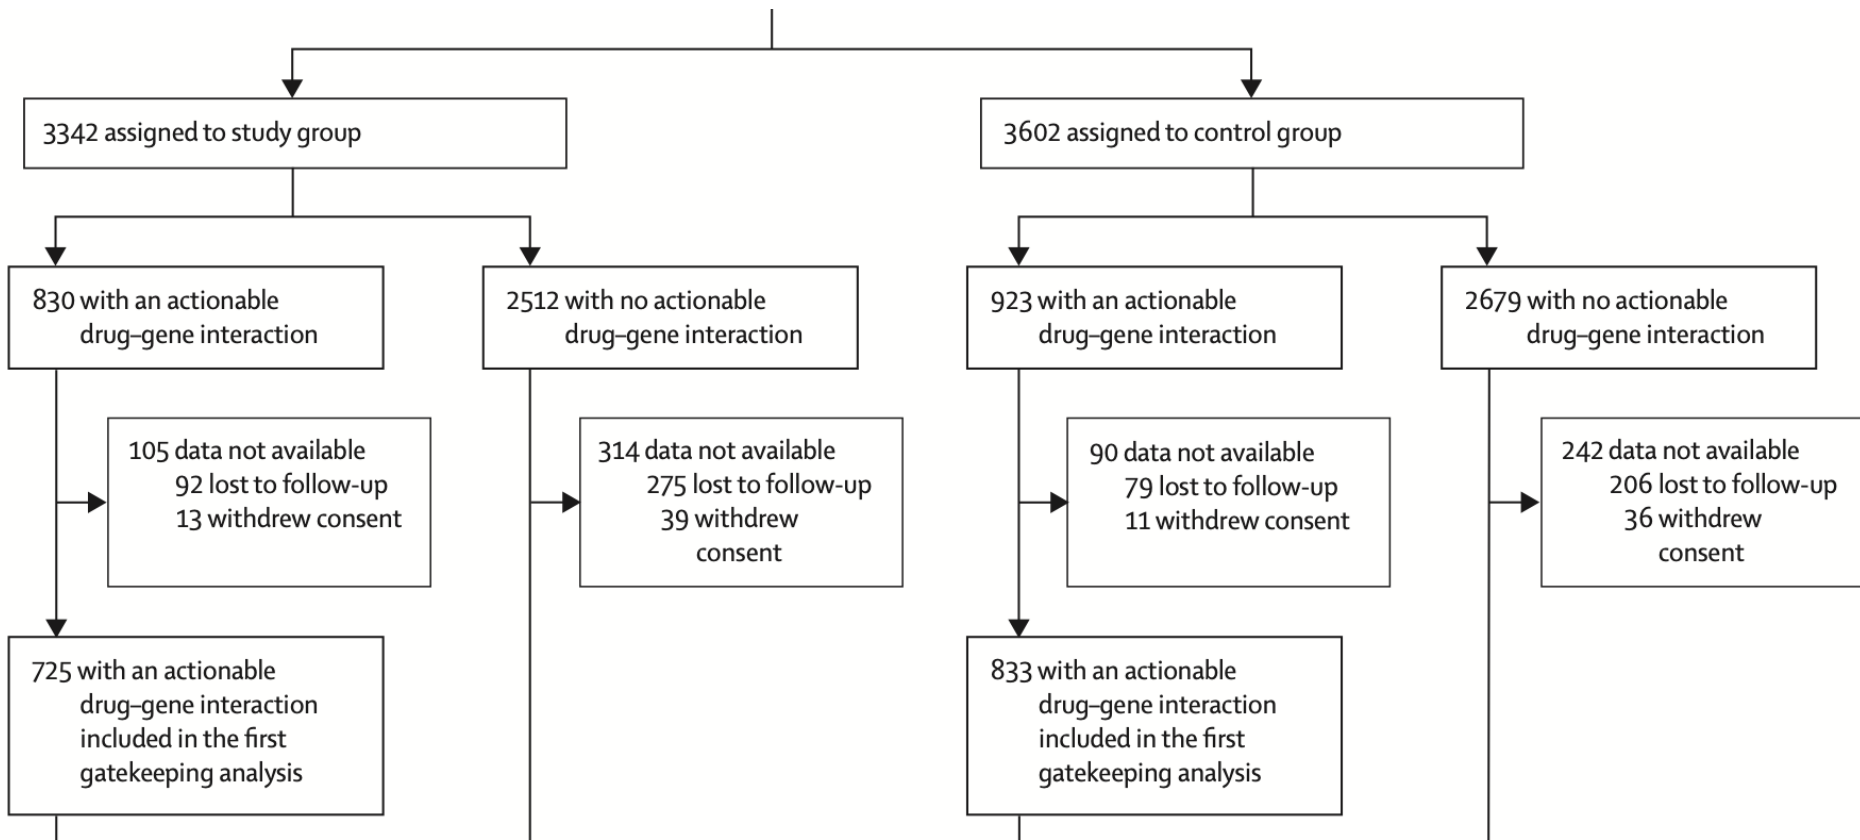 3342 assigned to study group
3602 assigned to control group
830 with an actionable
drug–gene interaction
2512 with no actionable
drug–gene interaction
923 with an actionable
drug–gene interaction
2679 with no actionable
drug–gene interaction
105 data not available
92 lost to follow-up
13 withdrew consent
314 data not available
275 lost to follow-up
39 withdrew
consent
90 data not available
79 lost to follow-up
11 withdrew consent
242 data not available
206 lost to follow-up
36 withdrew
consent
725 with an actionable
drug–gene interaction
included in the first
gatekeeping analysis
833 with an actionable
drug–gene interaction
included in the first
gatekeeping analysis